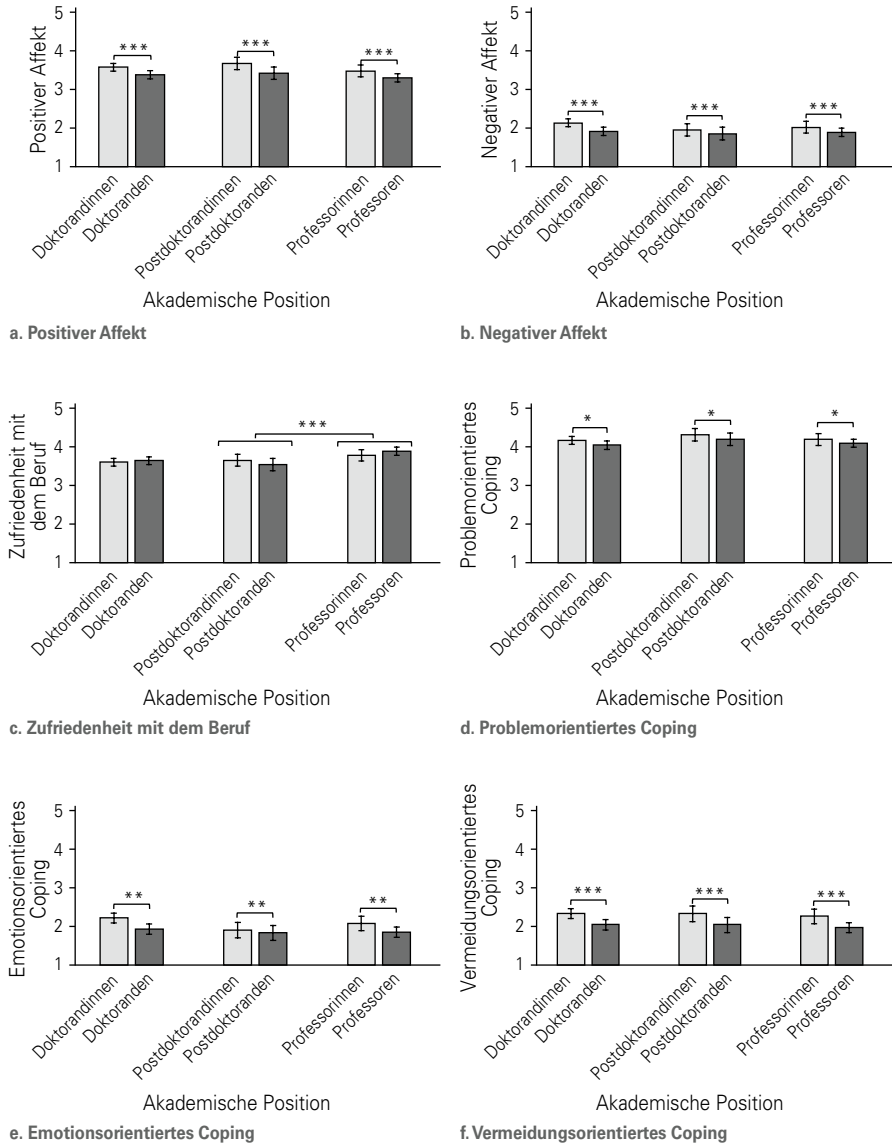 Positiver Affekt
5
4
3
2
1
***
***
***
Doktorandinnen
Doktoranden
Postdoktorandinnen
Postdoktoranden
Professorinnen
Professoren
Akademische Position
a. Positiver Affekt
Negativer Affekt
5
4
3
2
1
***
***
***
Doktorandinnen
Doktoranden
Postdoktorandinnen
Postdoktoranden
Professorinnen
Professoren
Akademische Position
b. Negativer Affekt
Zufriedenheit mit
dem Beruf
5
4
3
2
1
***
Doktorandinnen
Doktoranden
Postdoktorandinnen
Postdoktoranden
Professorinnen
Professoren
Akademische Position
c. Zufriedenheit mit dem Beruf
Problemorientiertes
Coping
5
4
3
2
1
*
*
*
Doktorandinnen
Doktoranden
Postdoktorandinnen
Postdoktoranden
Professorinnen
Professoren
Akademische Position
d. Problemorientiertes Coping
Emotionsorientiertes
Coping
5
4
3
2
1
**
**
**
Doktorandinnen
Doktoranden
Postdoktorandinnen
Postdoktoranden
Professorinnen
Professoren
Akademische Position
e. Emotionsorientiertes Coping
Vermeidungsorientiertes
Coping
5
4
3
2
1
***
***
***
Doktorandinnen
Doktoranden
Postdoktorandinnen
Postdoktoranden
Professorinnen
Professoren
Akademische Position
f. Vermeidungsorientiertes Coping